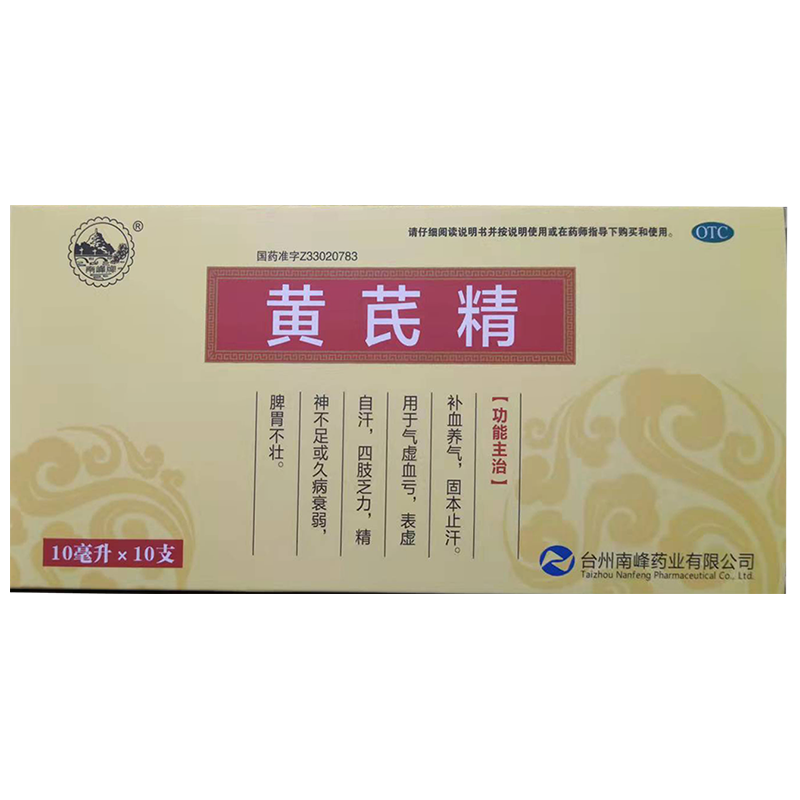 南峰牌
®
请仔细阅读说明书并按说明使用或在药师指导下购买和使用。
OTC
国药准字Z33020783
黄芪精
【功能主治】
补血养气，固本止汗。
用于气虚血亏，表虚
自汗，四肢乏力，精
神不足或久病衰弱，
脾胃不壮。
10毫升×10支
台州南峰药业有限公司
Taizhou Nanfeng Pharmaceutical Co., Ltd.